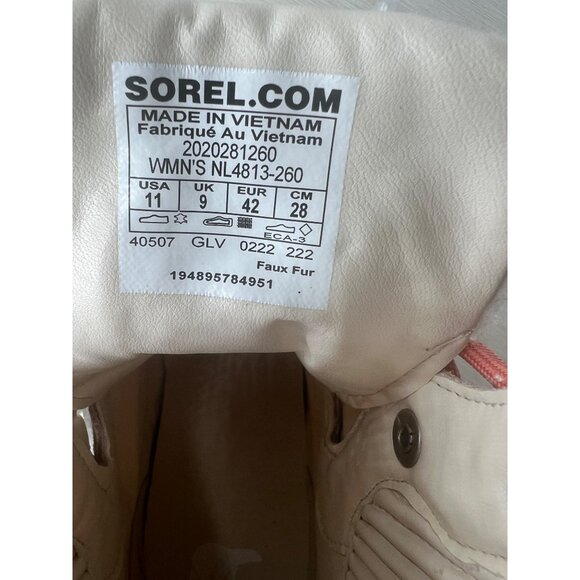 SOREL.COM
MADE IN VIETNAM
Fabriqué Au Vietnam
2020281260
WMN'S NL4813-260
USA UK EUR CM
11 9 42 28
ECA-3
40507 GLV 0222 222
Faux Fur
194895784951